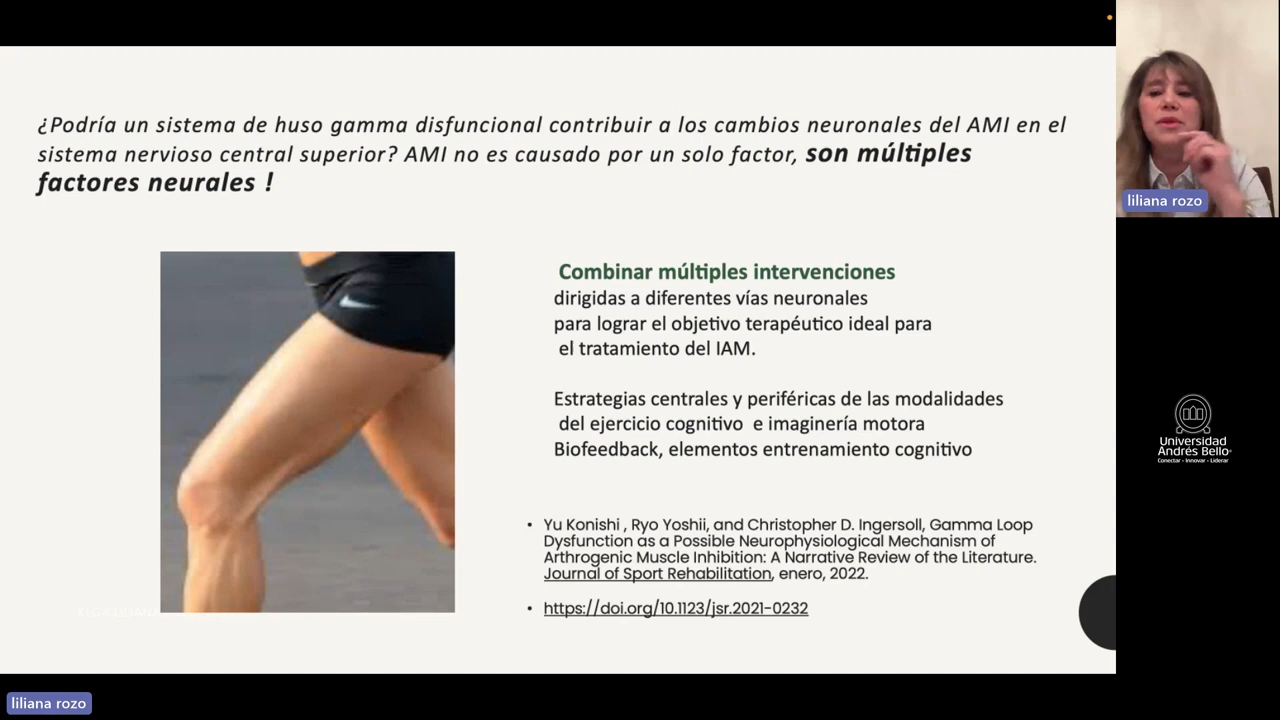 ¿Podría un sistema de huso gamma disfuncional contribuir a los cambios neuronales del AMI en el
sistema nervioso central superior? AMI no es causado por un solo factor, son múltiples
factores neurales !
Combinar múltiples intervenciones
dirigidas a diferentes vías neuronales
para lograr el objetivo terapéutico ideal para
el tratamiento del IAM.
Estrategias centrales y periféricas de las modalidades
del ejercicio cognitivo e imaginería motora
Biofeedback, elementos entrenamiento cognitivo
• Yu Konishi , Ryo Yoshii, and Christopher D. Ingersoll, Gamma Loop
Dysfunction as a Possible Neurophysiological Mechanism of
Arthrogenic Muscle Inhibition: A Narrative Review of the Literature.
Journal of Sport Rehabilitation, enero, 2022.
• https://doi.org/10.1123/jsr.2021-0232
liliana rozo
Universidad
Andrés Bello
Conectar • Innovar • Liderar
liliana rozo